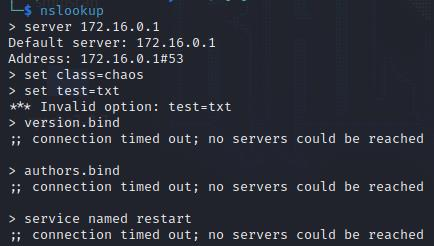 └─$ nslookup
> server 172.16.0.1
Default server: 172.16.0.1
Address: 172.16.0.1#53
> set class=chaos
> set test=txt
*** Invalid option: test=txt
> version.bind
;; connection timed out; no servers could be reached

> authors.bind
;; connection timed out; no servers could be reached

> service named restart
;; connection timed out; no servers could be reached